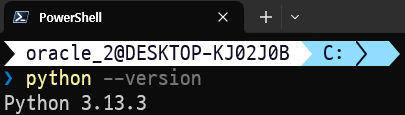 PowerShell
oracle_2@DESKTOP-KJ02J0B C:
❯ python --version
Python 3.13.3